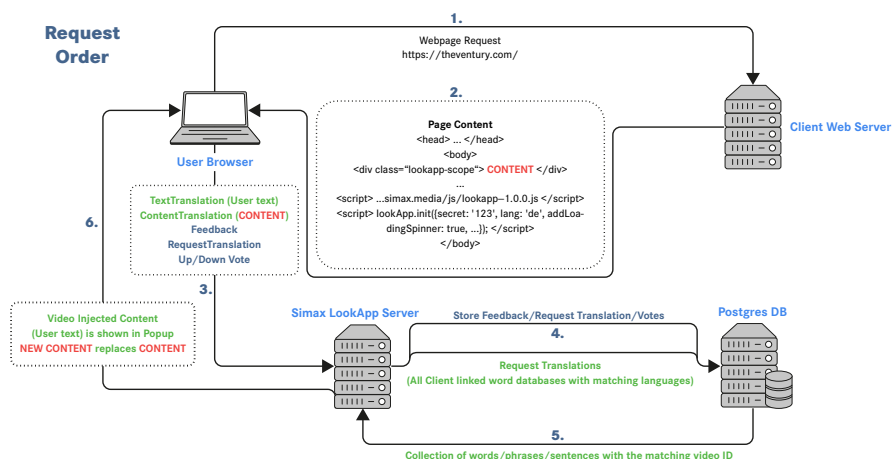 Request
Order
1.
Webpage Request
https://theventury.com/
2.
Page Content
<head> ... </head>
<body>
<div class="lookapp-scope"> CONTENT </div>
...
<script> ...simax.media/js/lookapp–1.0.0.js </script>
<script> lookApp.init({secret: '123', lang: 'de', addLoa-
dingSpinner: true, ...}); </script>
</body>
Client Web Server
User Browser
TextTranslation (User text)
ContentTranslation (CONTENT)
Feedback
RequestTranslation
Up/Down Vote
6.
3.
Video Injected Content
(User text) is shown in Popup
NEW CONTENT replaces CONTENT
Simax LookApp Server
Store Feedback/Request Translation/Votes
4.
Postgres DB
Request Translations
(All Client linked word databases with matching languages)
5.
Collection of words/phrases/sentences with the matching video ID